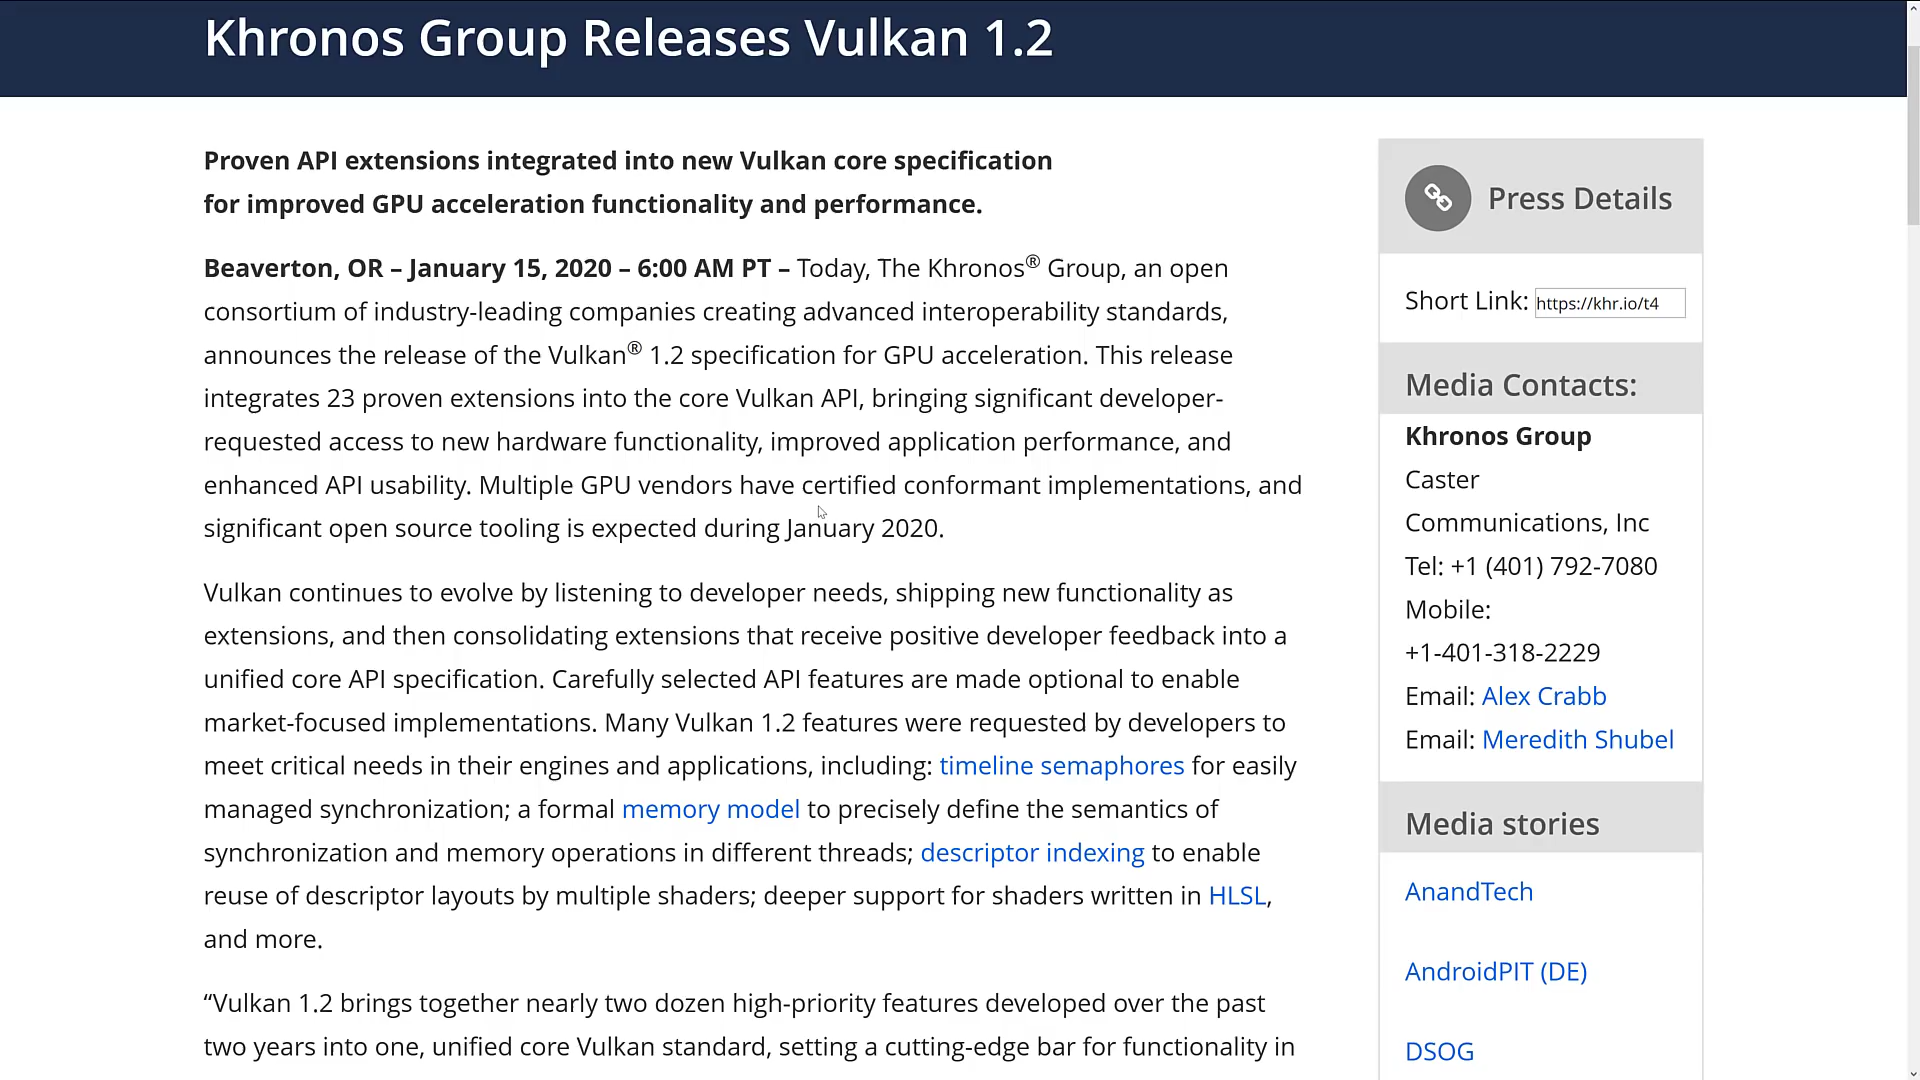 Khronos Group Releases Vulkan 1.2
Proven API extensions integrated into new Vulkan core specification
for improved GPU acceleration functionality and performance.
Beaverton, OR – January 15, 2020 – 6:00 AM PT – Today, The Khronos® Group, an open
consortium of industry-leading companies creating advanced interoperability standards,
announces the release of the Vulkan® 1.2 specification for GPU acceleration. This release
integrates 23 proven extensions into the core Vulkan API, bringing significant developer-
requested access to new hardware functionality, improved application performance, and
enhanced API usability. Multiple GPU vendors have certified conformant implementations, and
significant open source tooling is expected during January 2020.
Vulkan continues to evolve by listening to developer needs, shipping new functionality as
extensions, and then consolidating extensions that receive positive developer feedback into a
unified core API specification. Carefully selected API features are made optional to enable
market-focused implementations. Many Vulkan 1.2 features were requested by developers to
meet critical needs in their engines and applications, including: timeline semaphores for easily
managed synchronization; a formal memory model to precisely define the semantics of
synchronization and memory operations in different threads; descriptor indexing to enable
reuse of descriptor layouts by multiple shaders; deeper support for shaders written in HLSL,
and more.
“Vulkan 1.2 brings together nearly two dozen high-priority features developed over the past
two years into one, unified core Vulkan standard, setting a cutting-edge bar for functionality in
Press Details
Short Link: https://khr.io/t4
Media Contacts:
Khronos Group
Caster
Communications, Inc
Tel: +1 (401) 792-7080
Mobile:
+1-401-318-2229
Email: Alex Crabb
Email: Meredith Shubel
Media stories
AnandTech
AndroidPIT (DE)
DSOG